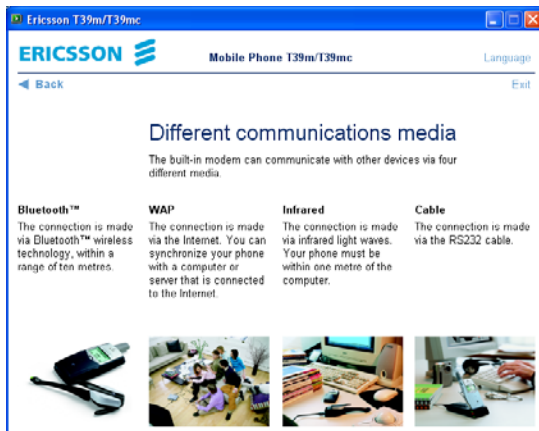 Ericsson T39m/T39mc
ERICSSON
Mobile Phone T39m/T39mc
Language
Back
Exit
Different communications media
The built-in modem can communicate with other devices via four
different media.
Bluetooth™
The connection is made
via Bluetooth™ wireless
technology, within a
range of ten metres.
WAP
The connection is made
via the Internet. You can
synchronize your phone
with a computer or
server that is connected
to the Internet.
Infrared
The connection is made
via infrared light waves.
Your phone must be
within one metre of the
computer.
Cable
The connection is made
via the RS232 cable.